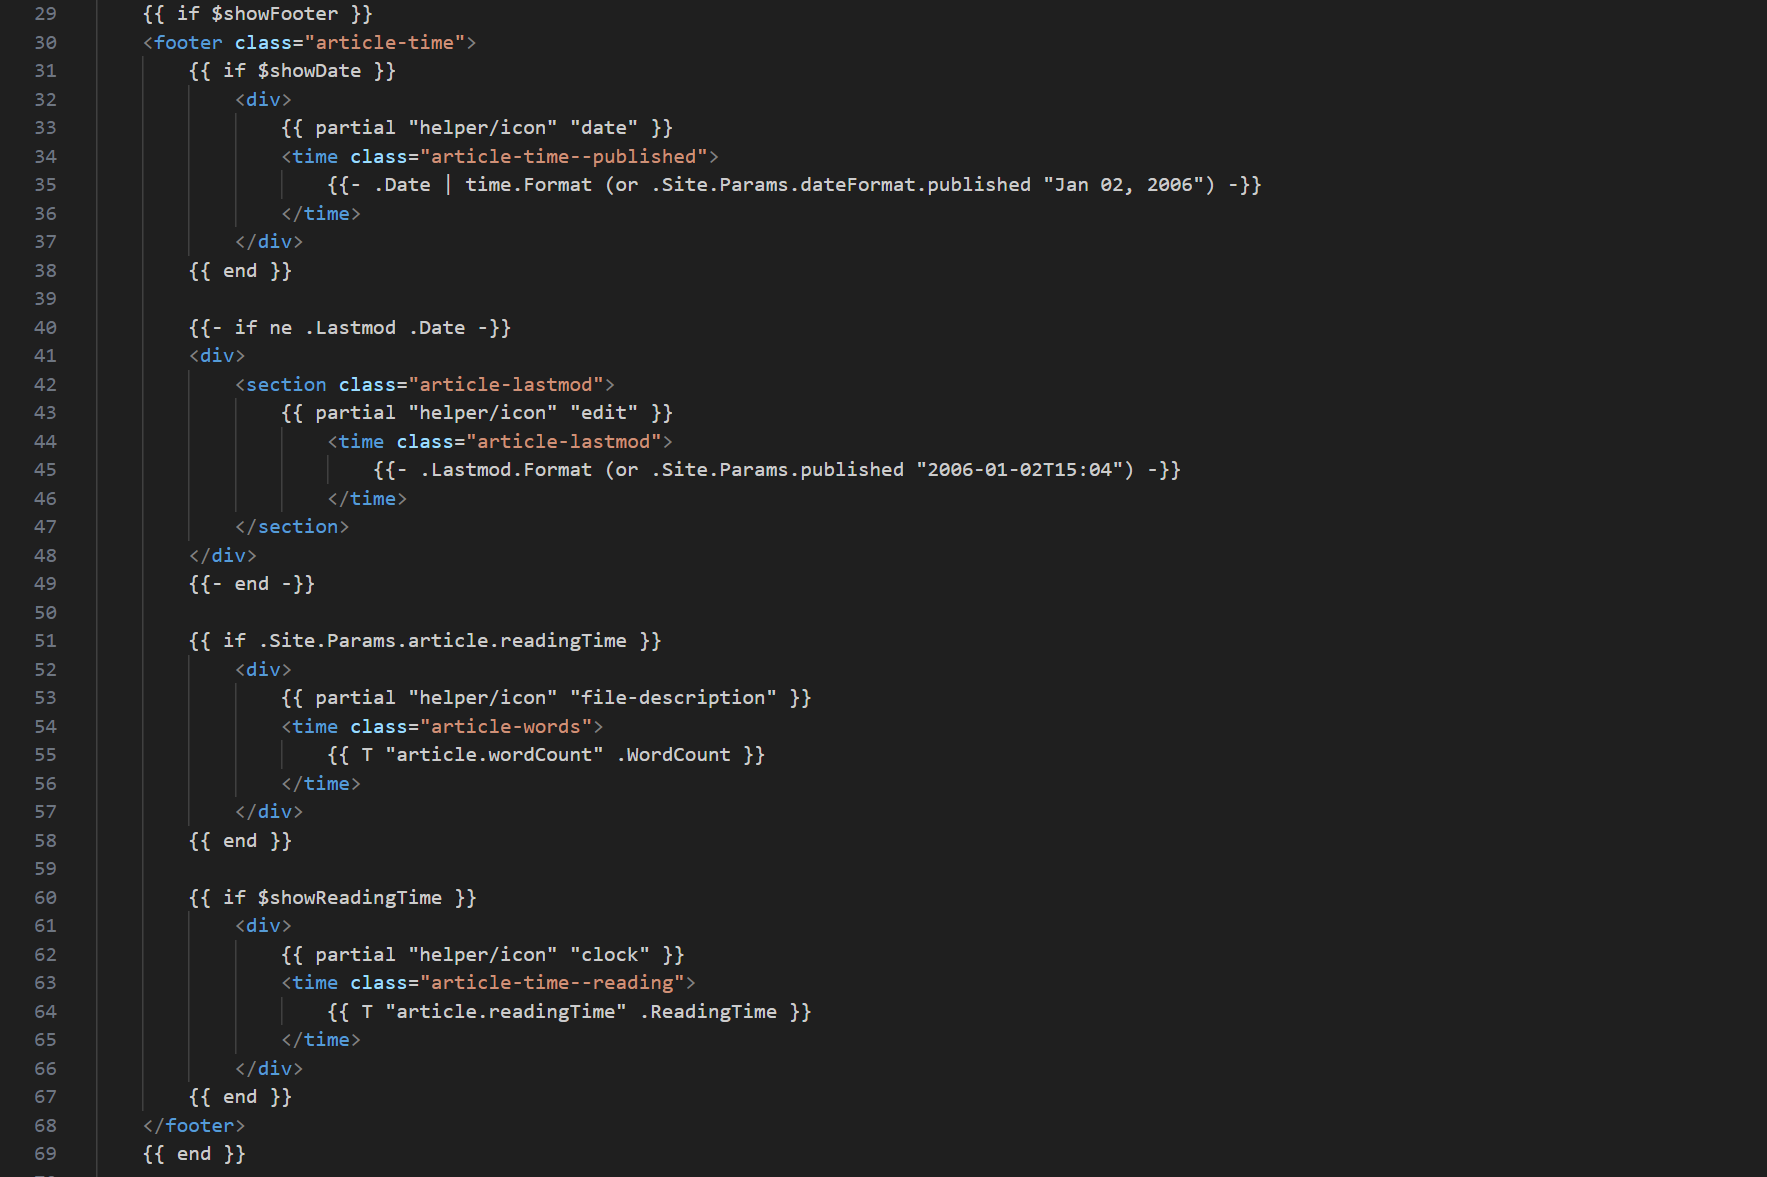 29 {{ if $showFooter }}
30 <footer class="article-time">
31 {{ if $showDate }}
32 <div>
33 {{ partial "helper/icon" "date" }}
34 <time class="article-time--published">
35 {{- .Date | time.Format (or .Site.Params.dateFormat.published "Jan 02, 2006") -}}
36 </time>
37 </div>
38 {{ end }}
39
40 {{- if ne .Lastmod .Date -}}
41 <div>
42 <section class="article-lastmod">
43 {{ partial "helper/icon" "edit" }}
44 <time class="article-lastmod">
45 {{- .Lastmod.Format (or .Site.Params.published "2006-01-02T15:04") -}}
46 </time>
47 </section>
48 </div>
49 {{- end -}}
50
51 {{ if .Site.Params.article.readingTime }}
52 <div>
53 {{ partial "helper/icon" "file-description" }}
54 <time class="article-words">
55 {{ T "article.wordCount" .WordCount }}
56 </time>
57 </div>
58 {{ end }}
59
60 {{ if $showReadingTime }}
61 <div>
62 {{ partial "helper/icon" "clock" }}
63 <time class="article-time--reading">
64 {{ T "article.readingTime" .ReadingTime }}
65 </time>
66 </div>
67 {{ end }}
68 </footer>
69 {{ end }}